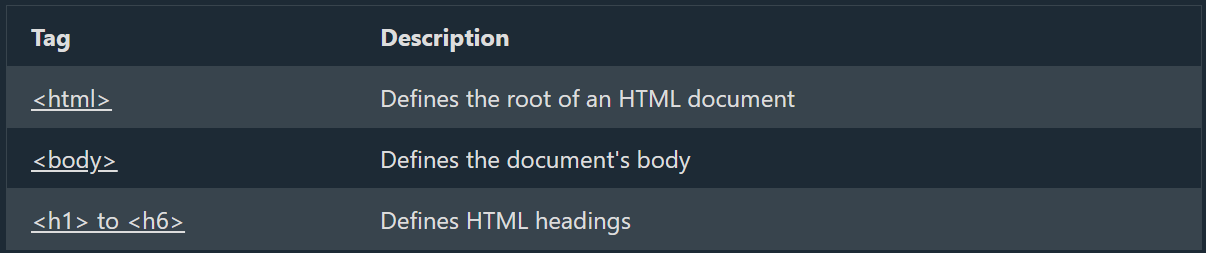 Tag Description
<html> Defines the root of an HTML document
<body> Defines the document's body
<h1> to <h6> Defines HTML headings